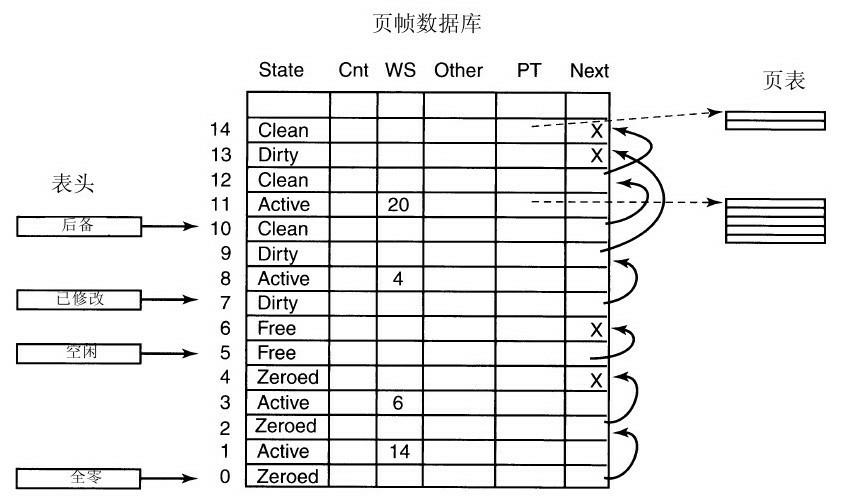 页帧数据库
State Cnt WS Other PT Next
页表
14 Clean X
13 Dirty X
表头
12 Clean
11 Active 20
后备
10 Clean
9 Dirty
8 Active 4
已修改
7 Dirty
6 Free X
空闲
5 Free
4 Zeroed X
3 Active 6
2 Zeroed
1 Active 14
全零
0 Zeroed